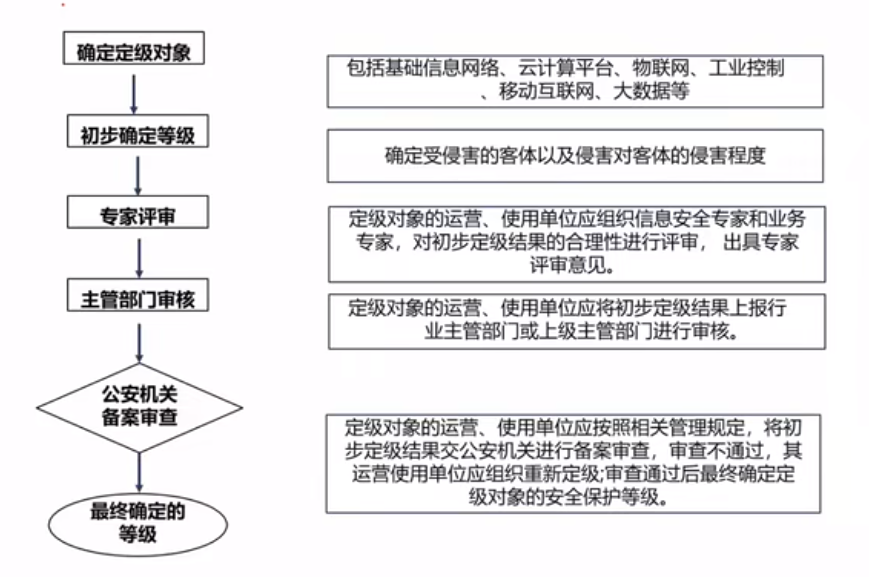 确定定级对象
包括基础信息网络、云计算平台、物联网、工业控制
、移动互联网、大数据等
初步确定等级
确定受侵害的客体以及侵害对客体的侵害程度
专家评审
定级对象的运营、使用单位应组织信息安全专家和业务
专家，对初步定级结果的合理性进行评审， 出具专家
评审意见。
主管部门审核
定级对象的运营、使用单位应将初步定级结果上报行
业主管部门或上级主管部门进行审核。
公安机关
备案审查
定级对象的运营、使用单位应按照相关管理规定，将初
步定级结果交公安机关进行备案审查，审查不通过，其
运营使用单位应组织重新定级;审查通过后最终确定定
级对象的安全保护等级。
最终确定的
等级